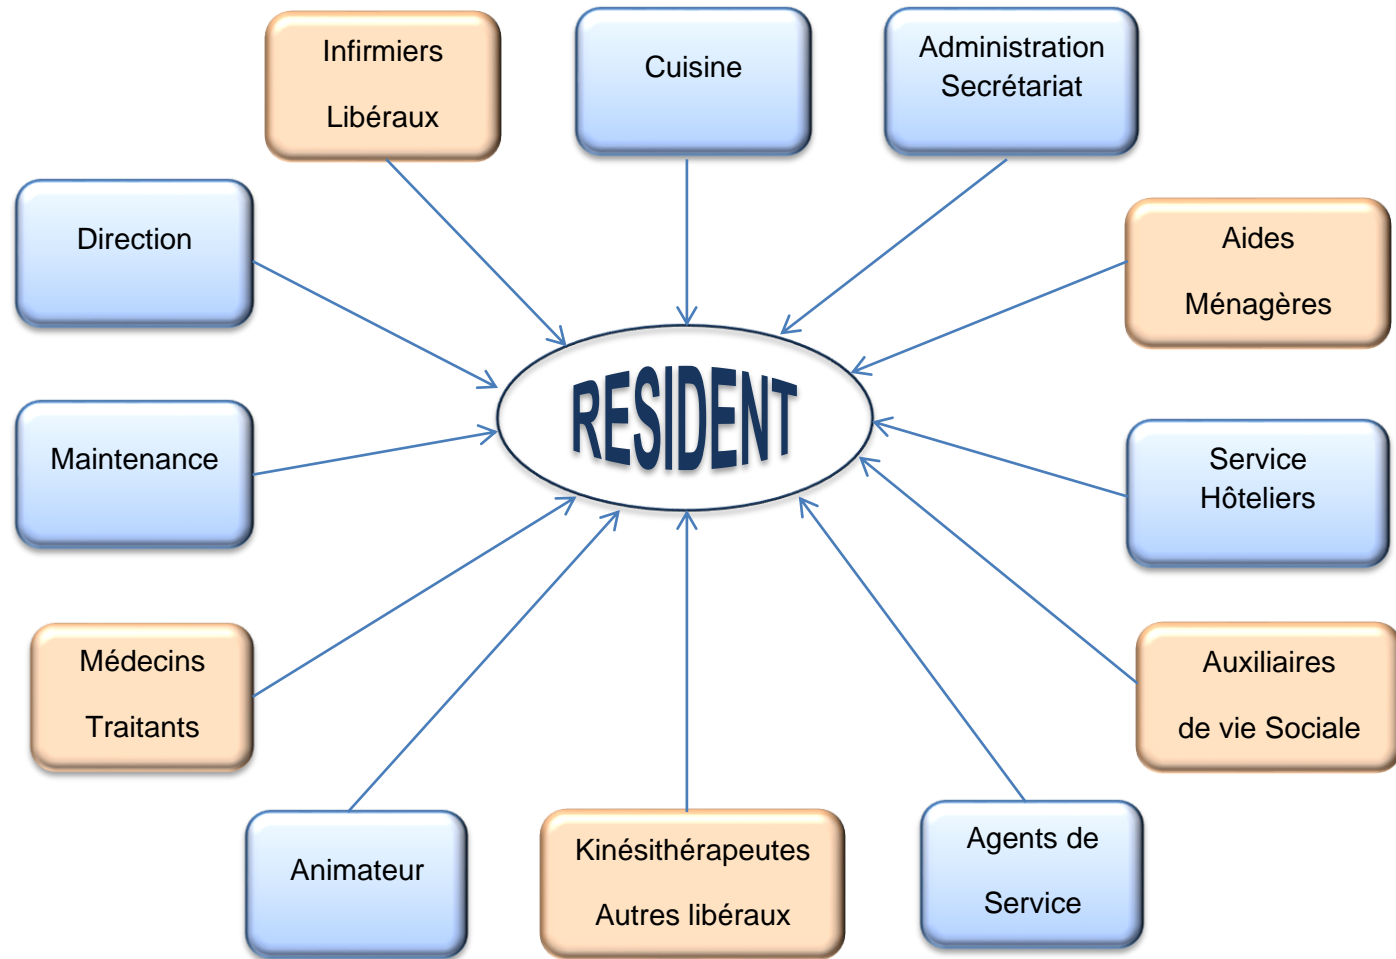 Infirmiers
Libéraux
Cuisine
Administration
Secrétariat
Direction
Aides
Ménagères
RESIDENT
Maintenance
Service
Hôteliers
Médecins
Traitants
Auxiliaires
de vie Sociale
Animateur
Kinésithérapeutes
Autres libéraux
Agents de
Service